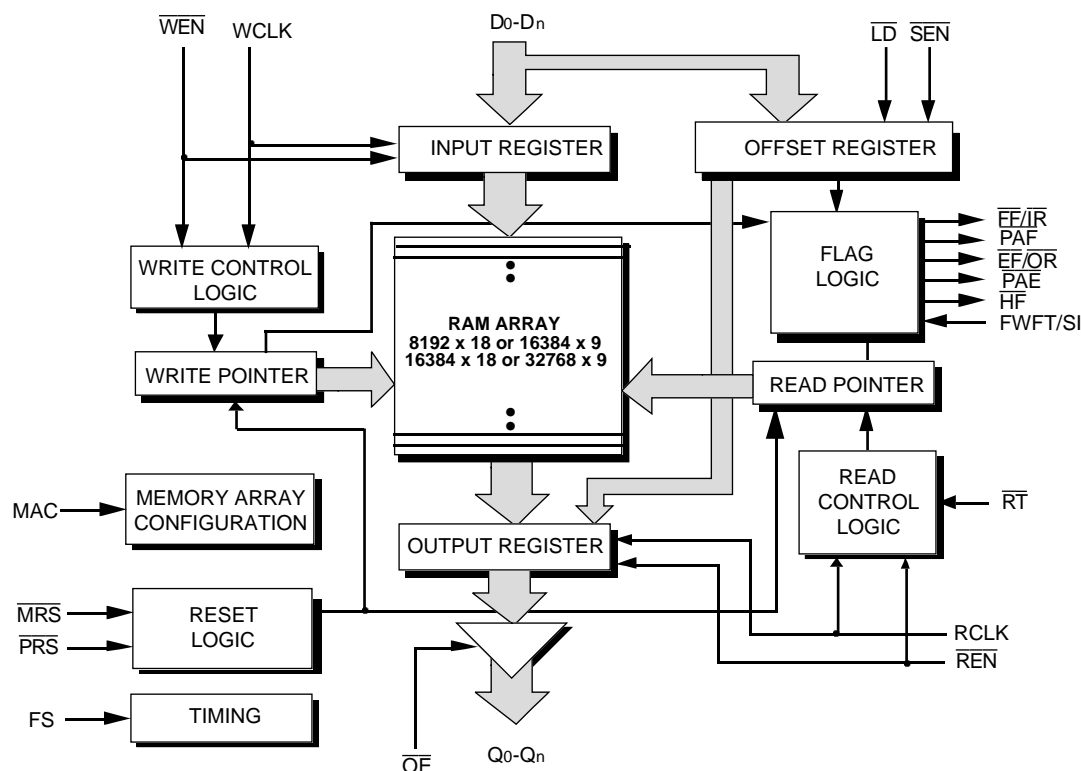 WEN WCLK D0-Dn LD SEN
INPUT REGISTER
OFFSET REGISTER
WRITE CONTROL
LOGIC
FLAG
LOGIC
FF/IR
PAF
EF/OR
PAE
HF
FWFT/SI
RAM ARRAY
8192 x 18 or 16384 x 9
16384 x 18 or 32768 x 9
WRITE POINTER
READ POINTER
MAC
MEMORY ARRAY
CONFIGURATION
READ
CONTROL
LOGIC
RT
OUTPUT REGISTER
MRS
PRS
RESET
LOGIC
RCLK
REN
FS
TIMING
OE
Q0-Qn